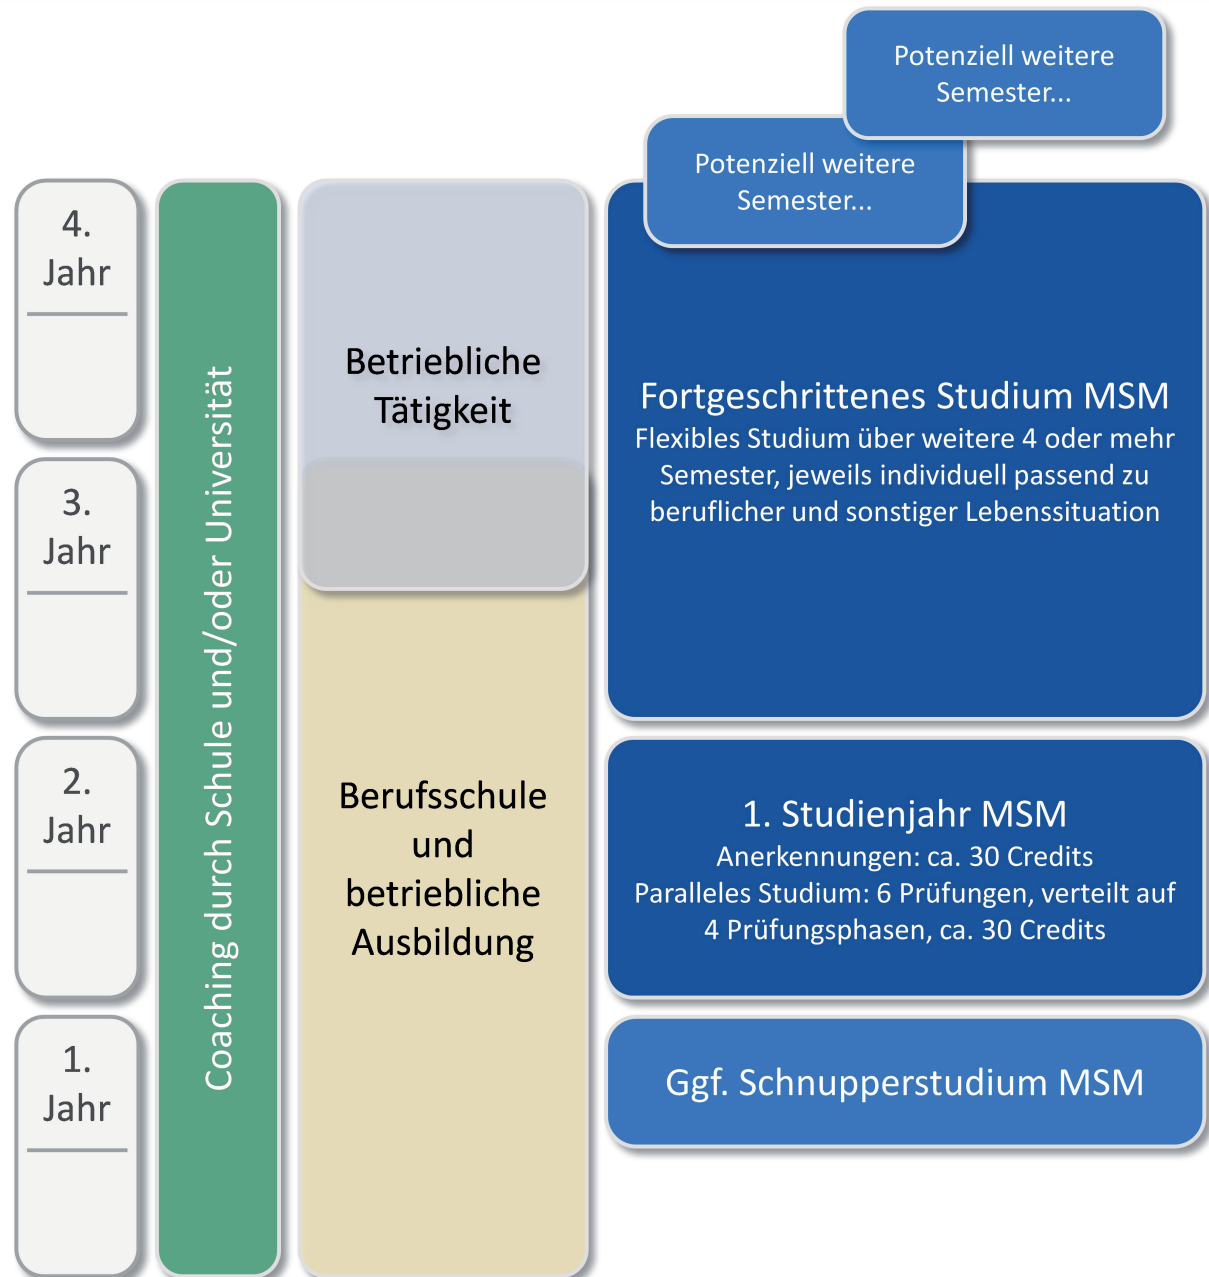 Potenziell weitere
Semester...
Potenziell weitere
Semester...
4.
Jahr
3.
Jahr
2.
Jahr
1.
Jahr
Coaching durch Schule und/oder Universität
Betriebliche
Tätigkeit
Berufsschule
und
betriebliche
Ausbildung
Fortgeschrittenes Studium MSM
Flexibles Studium über weitere 4 oder mehr
Semester, jeweils individuell passend zu
beruflicher und sonstiger Lebenssituation
1. Studienjahr MSM
Anerkennungen: ca. 30 Credits
Paralleles Studium: 6 Prüfungen, verteilt auf
4 Prüfungsphasen, ca. 30 Credits
Ggf. Schnupperstudium MSM